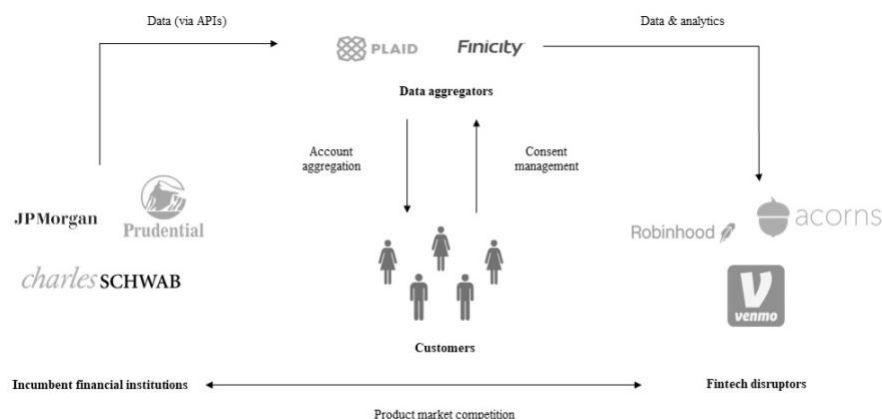 Data (via APIs)
Data & analytics
PLAID
Finicity
Data aggregators
Account
aggregation
Consent
management
JPMorgan
Prudential
charles SCHWAB
Robinhood
acorns
venmo
Customers
Incumbent financial institutions
Fintech disruptors
Product market competition